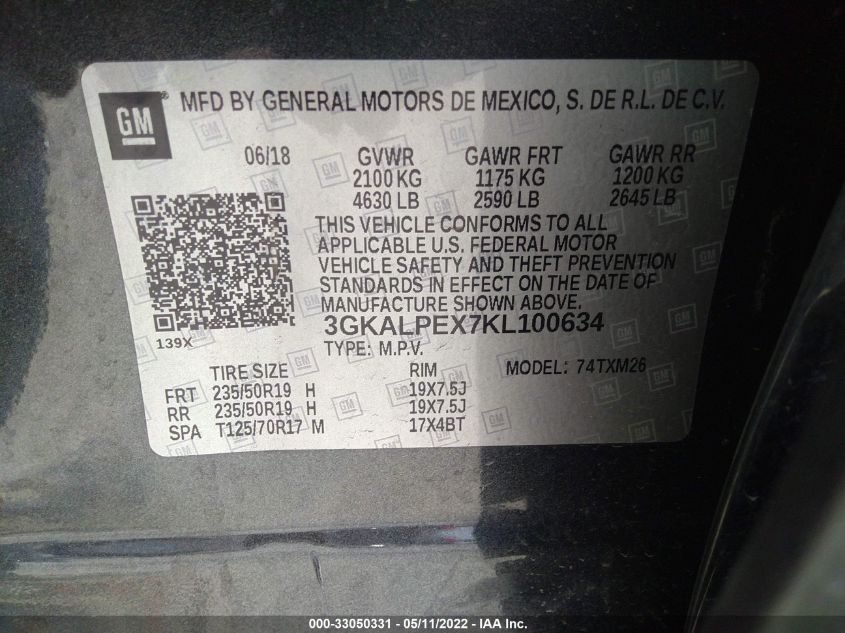 GM ® MFD BY GENERAL MOTORS DE MEXICO, S. DE R.L. DE C.V.
06/18 GVWR GAWR FRT GAWR RR
2100 KG 1175 KG 1200 KG
4630 LB 2590 LB 2645 LB
THIS VEHICLE CONFORMS TO ALL
APPLICABLE U.S. FEDERAL MOTOR
VEHICLE SAFETY AND THEFT PREVENTION
STANDARDS IN EFFECT ON THE DATE OF
MANUFACTURE SHOWN ABOVE.
3GKALPEX7KL100634
139X
TYPE: M.P.V.
TIRE SIZE RIM MODEL: 74TXM26
FRT 235/50R19 H 19X7.5J
RR 235/50R19 H 19X7.5J
SPA T125/70R17 M 17X4BT
000-33050331 - 05/11/2022 - IAA Inc.